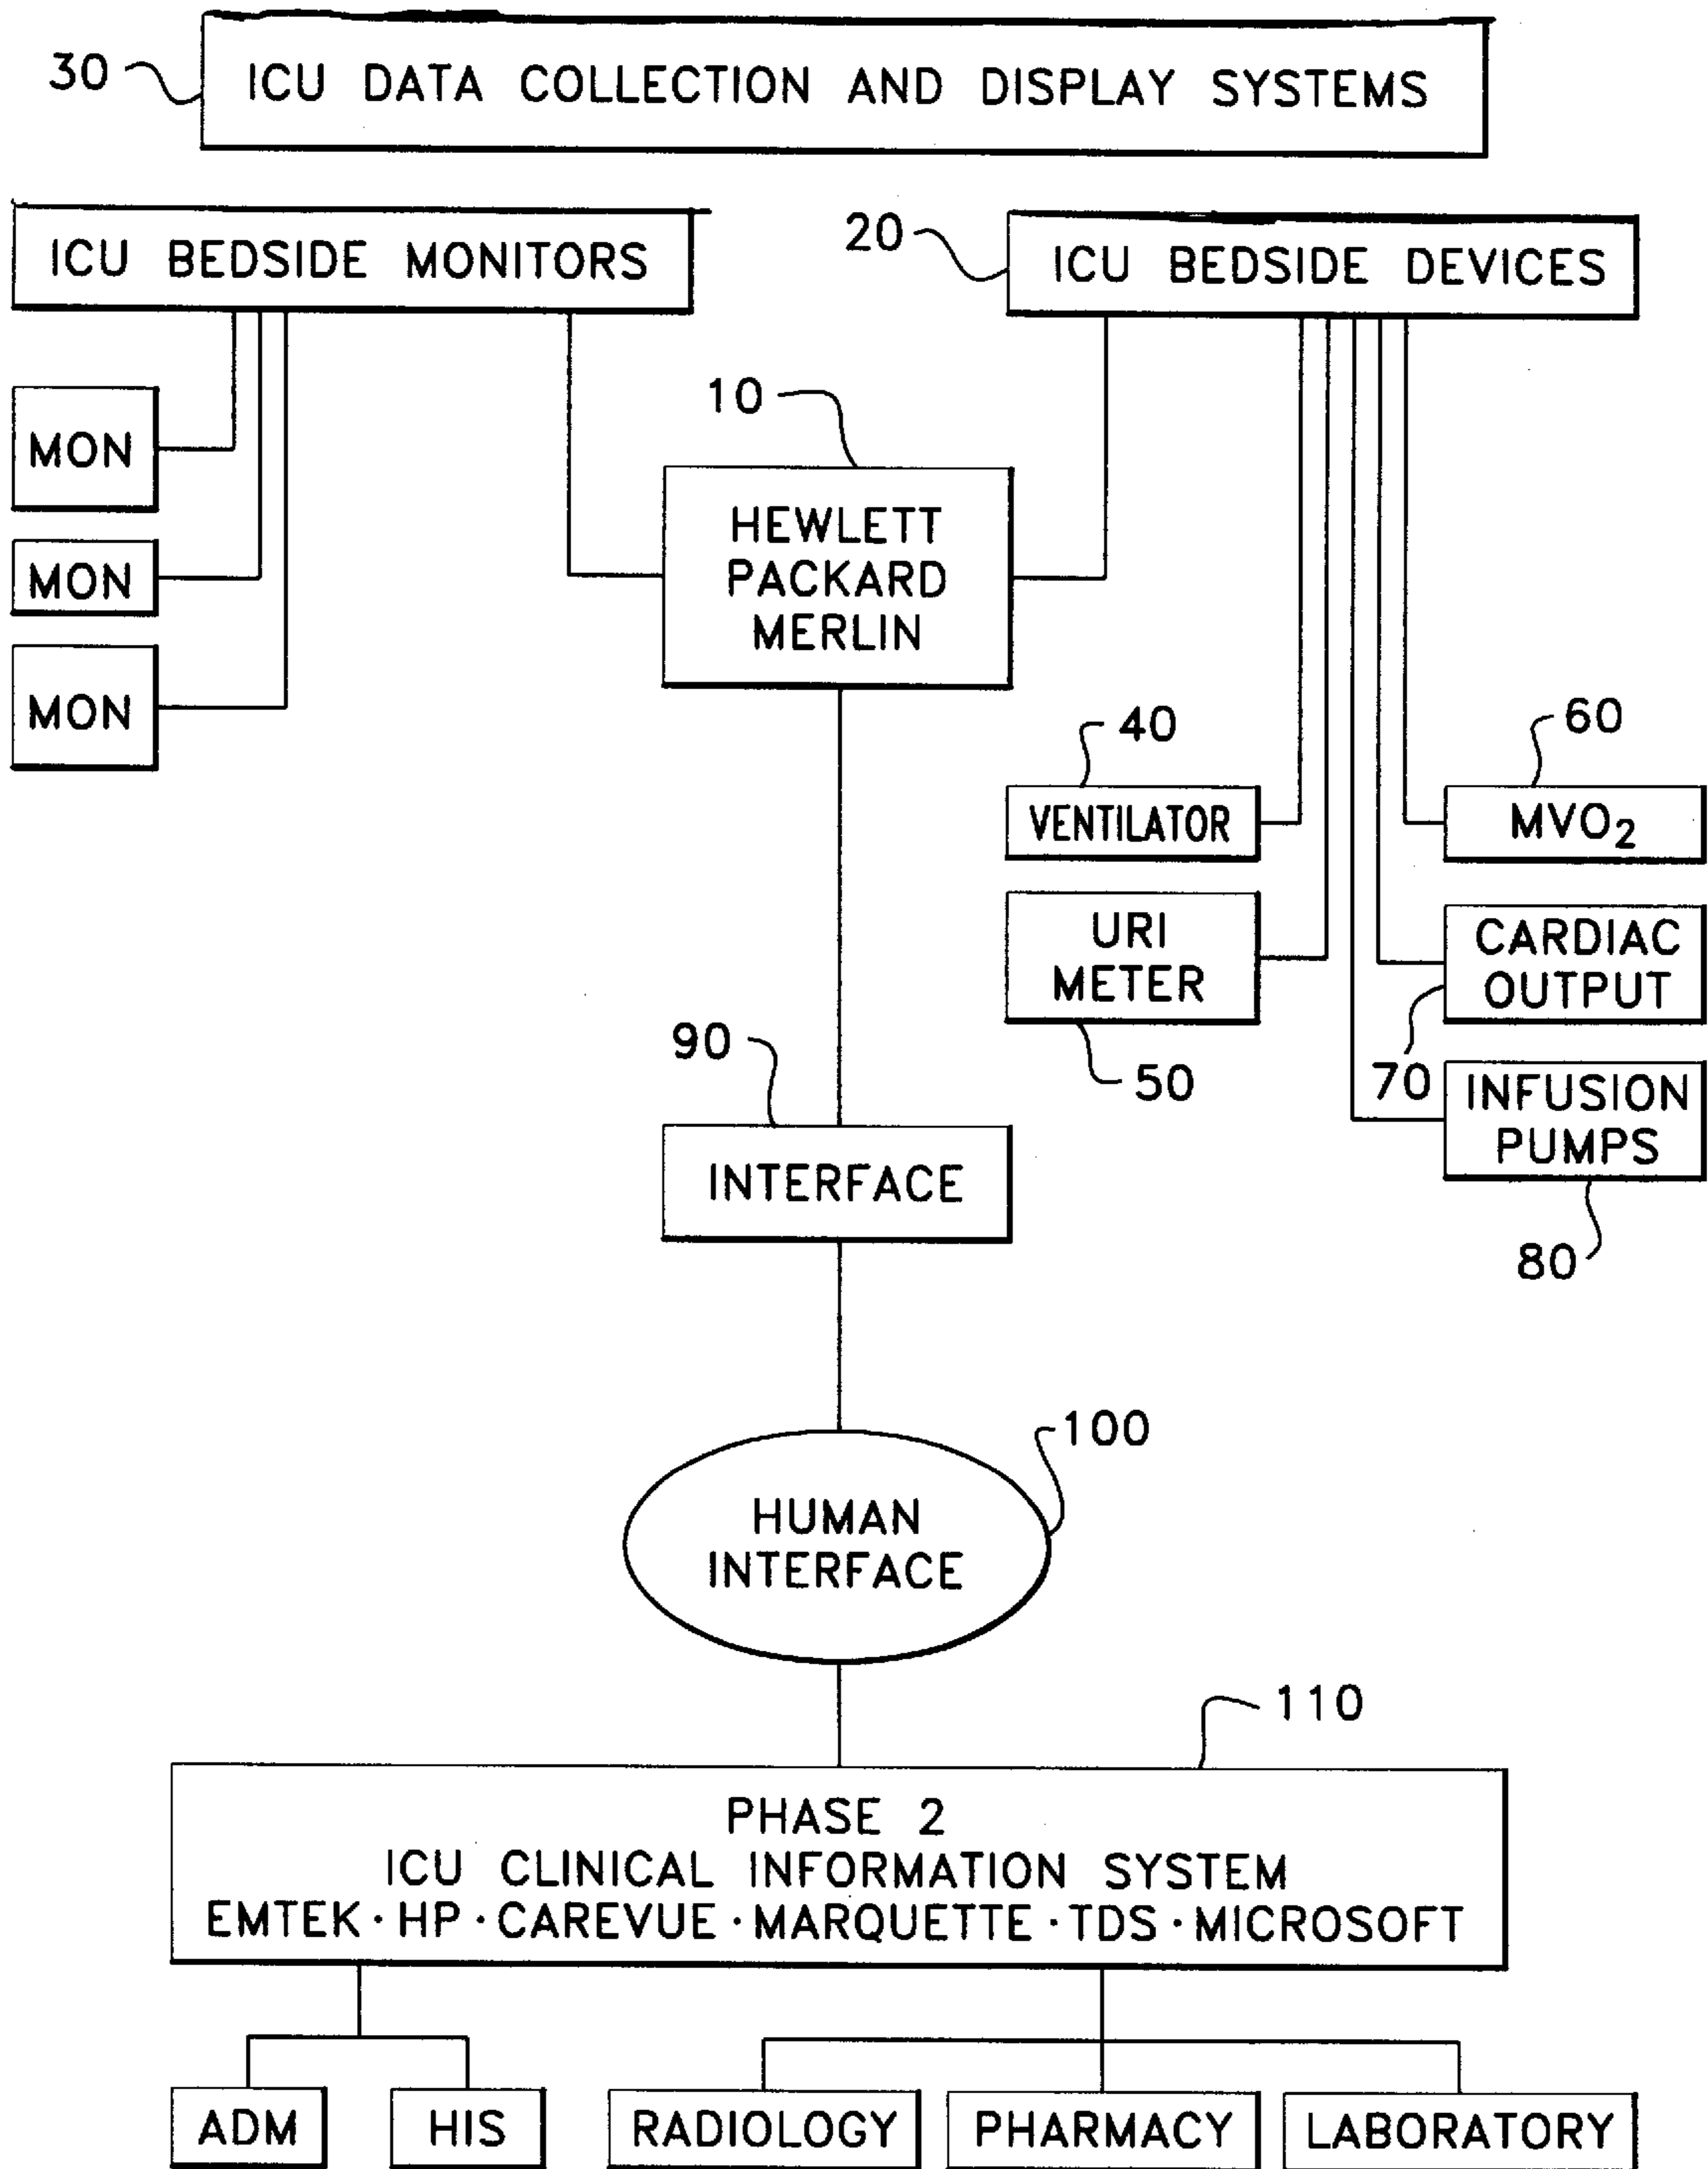 30
ICU DATA COLLECTION AND DISPLAY SYSTEMS
ICU BEDSIDE MONITORS
20
ICU BEDSIDE DEVICES
MON
MON
MON
10
HEWLETT
PACKARD
MERLIN
40
VENTILATOR
60
MVO₂
URI
METER
50
CARDIAC
OUTPUT
70
INFUSION
PUMPS
80
90
INTERFACE
100
HUMAN
INTERFACE
110
PHASE 2
ICU CLINICAL INFORMATION SYSTEM
EMTEK·HP·CAREVUE·MARQUETTE·TDS·MICROSOFT
ADM
HIS
RADIOLOGY
PHARMACY
LABORATORY